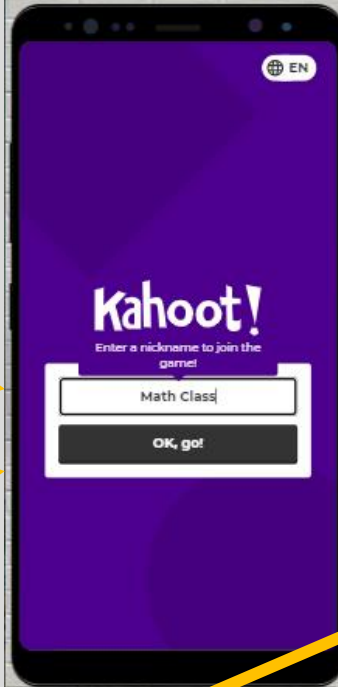 EN
Kahoot!
Enter a nickname to join the
game!
Math Class
OK, go!